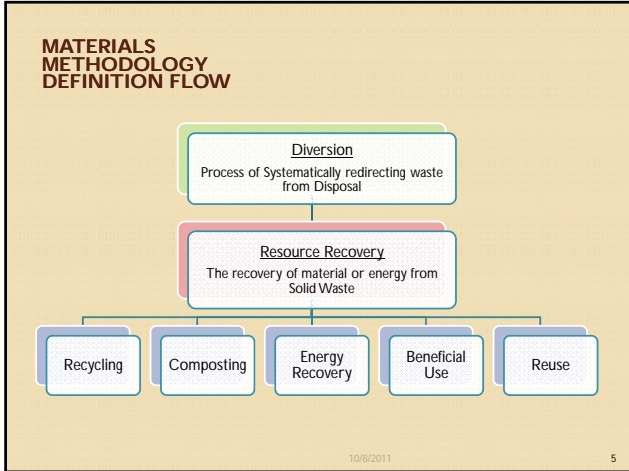 MATERIALS
METHODOLOGY
DEFINITION FLOW
Diversion
Process of Systematically redirecting waste
from Disposal
Resource Recovery
The recovery of material or energy from
Solid Waste
Recycling
Composting
Energy
Recovery
Beneficial
Use
Reuse
10/8/2011
5